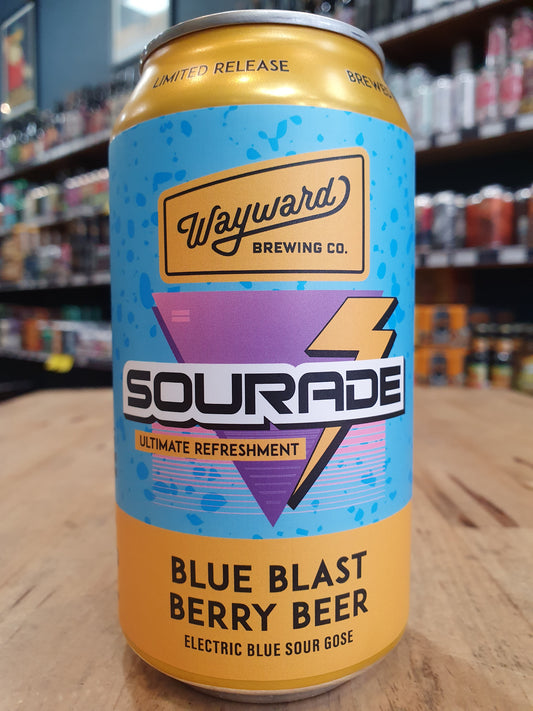 LIMITED RELEASE
BREWED
Wayward
BREWING CO.
SOURADE
ULTIMATE REFRESHMENT
BLUE BLAST
BERRY BEER
ELECTRIC BLUE SOUR GOSE